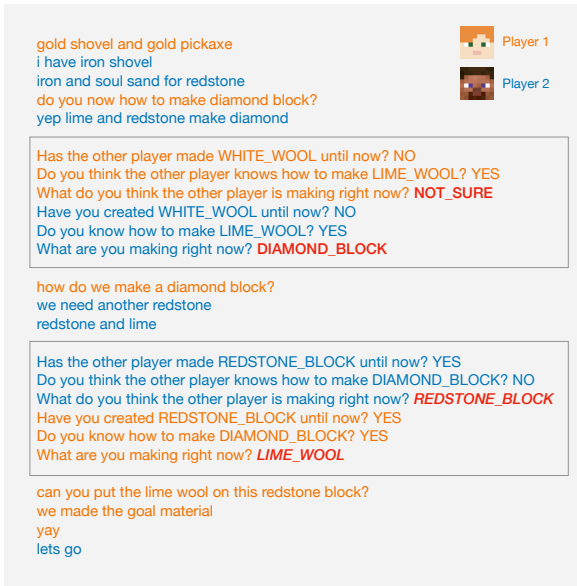 gold shovel and gold pickaxe
Player 1
i have iron shovel
iron and soul sand for redstone
Player 2
do you now how to make diamond block?
yep lime and redstone make diamond
Has the other player made WHITE_WOOL until now? NO
Do you think the other player knows how to make LIME_WOOL? YES
What do you think the other player is making right now? NOT_SURE
Have you created WHITE_WOOL until now? NO
Do you know how to make LIME_WOOL? YES
What are you making right now? DIAMOND_BLOCK
how do we make a diamond block?
we need another redstone
redstone and lime
Has the other player made REDSTONE_BLOCK until now? YES
Do you think the other player knows how to make DIAMOND_BLOCK? NO
What do you think the other player is making right now? REDSTONE_BLOCK
Have you created REDSTONE_BLOCK until now? YES
Do you know how to make DIAMOND_BLOCK? YES
What are you making right now? LIME_WOOL
can you put the lime wool on this redstone block?
we made the goal material
yay
lets go